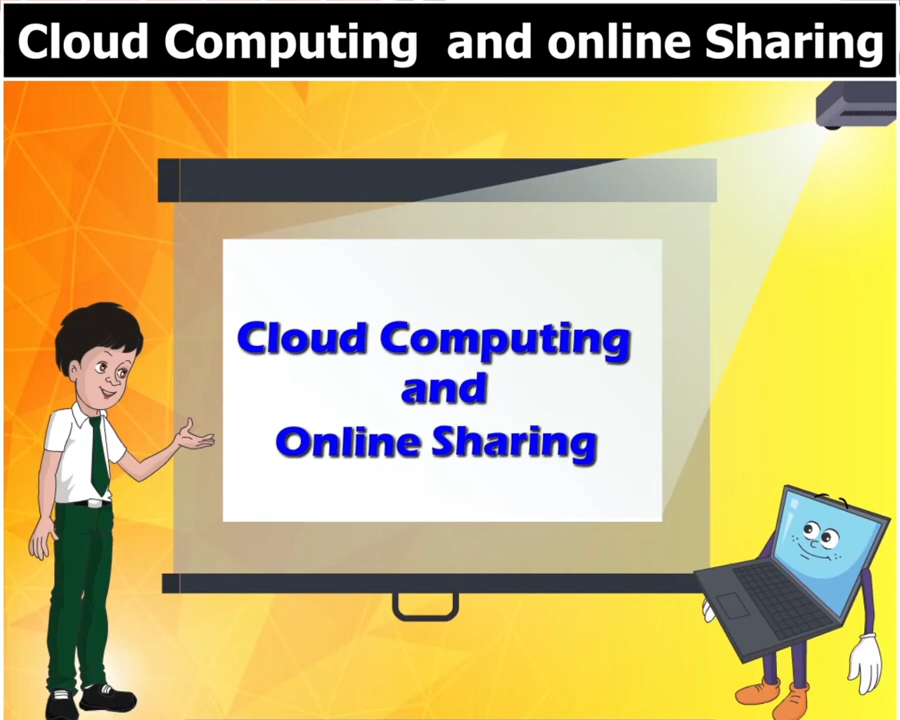 Cloud Computing  and online Sharing
Cloud Computing
and
Online Sharing